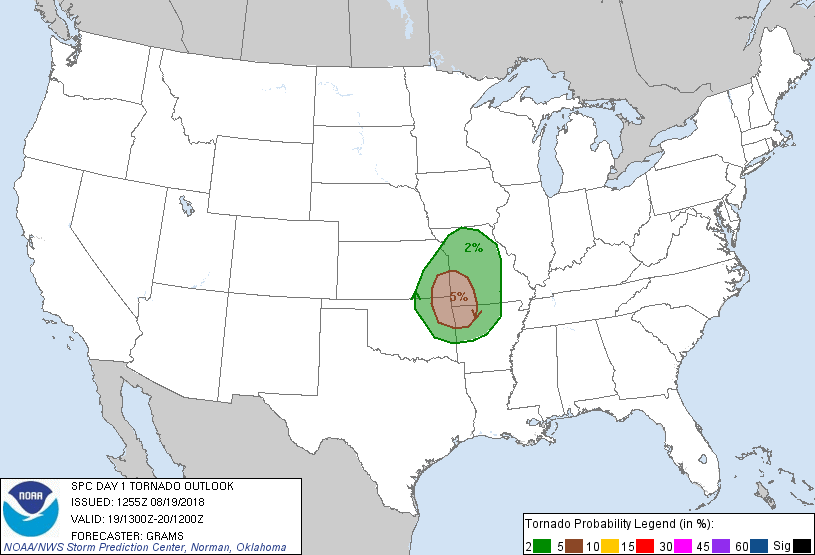 2%
5%
NOAA
SPC DAY 1 TORNADO OUTLOOK
ISSUED: 1255Z 08/19/2018
VALID: 19/1300Z-20/1200Z
FORECASTER: GRAMS
NOAA/NWS Storm Prediction Center, Norman, Oklahoma
Tornado Probability Legend (in %):
2 5 10 15 30 45 60 Sig